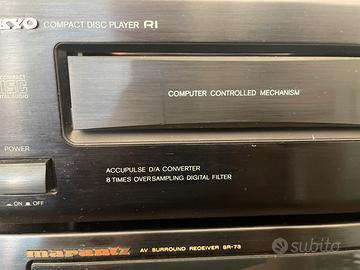 KYO COMPACT DISC PLAYER RI
COMPACT
DIGITAL AUDIO
COMPUTER CONTROLLED MECHANISM
POWER
ACCUPULSE D/A CONVERTER
8 TIMES OVERSAMPLING DIGITAL FILTER
ON OFF
marantz AV SURROUND RECEIVER SR-73
subito